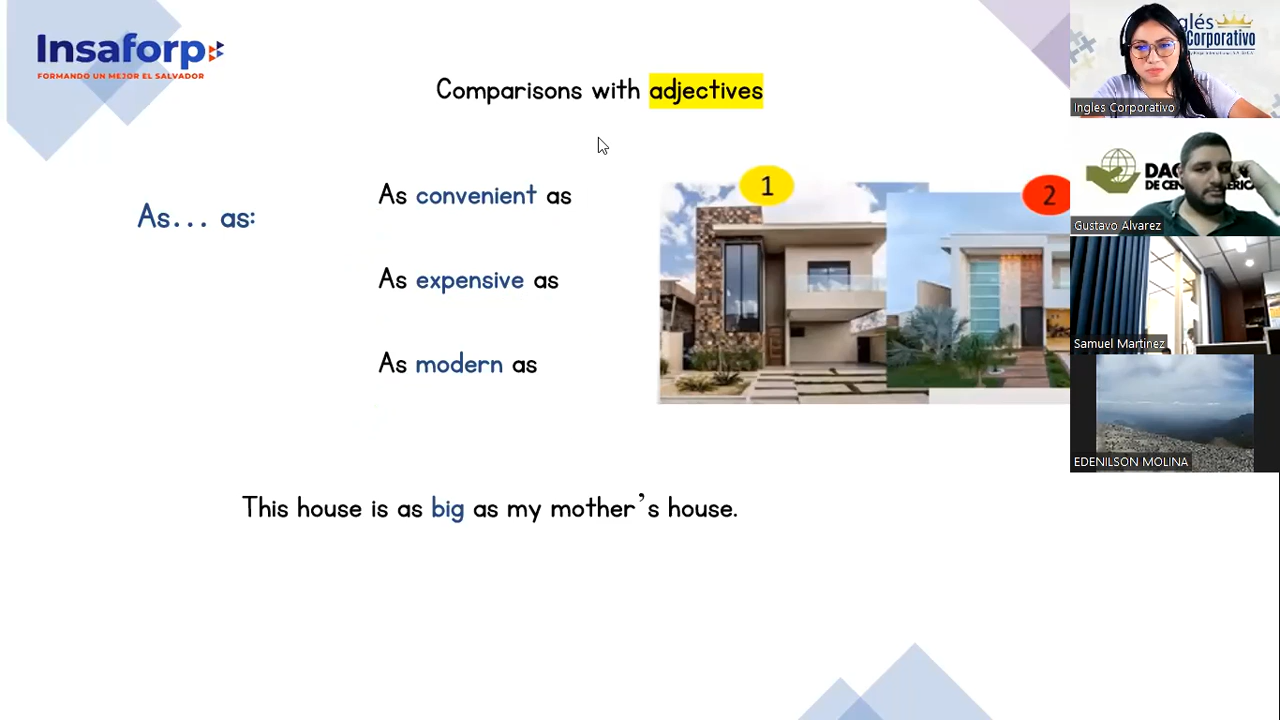 Insaforp
FORMANDO UN MEJOR EL SALVADOR
Comparisons with adjectives
As... as:
As convenient as
As expensive as
As modern as
1
2
This house is as big as my mother’s house.
Corporativo
Ingles Corporativo
DE CEN
Gustavo Alvarez
Samuel Martinez
EDENILSON MOLINA